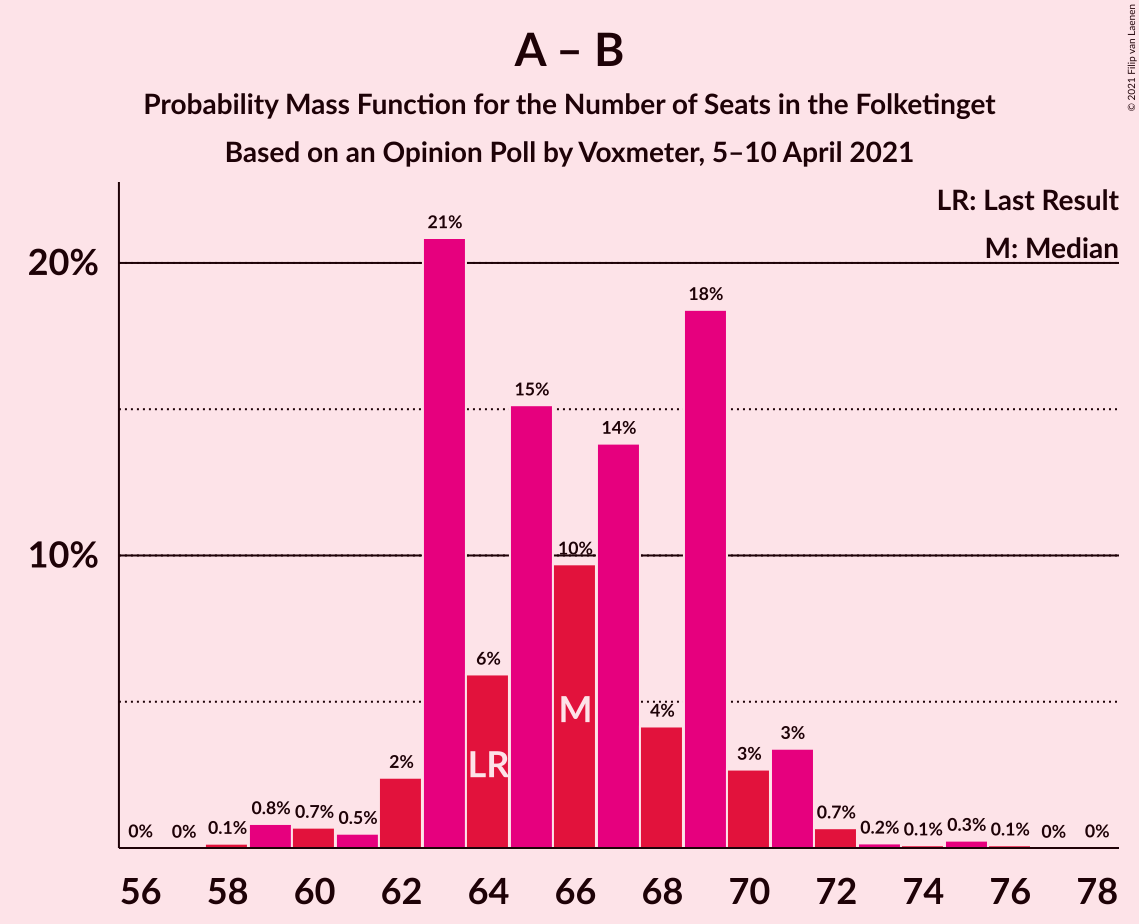 A – B
Probability Mass Function for the Number of Seats in the Folketinget
Based on an Opinion Poll by Voxmeter, 5–10 April 2021
© 2021 Filip van Laenen
LR: Last Result
M: Median
20%
10%
0%
0%
0.1%
0.8%
0.7%
0.5%
2%
21%
6%
15%
10%
14%
4%
18%
3%
3%
0.7%
0.2%
0.1%
0.3%
0.1%
0%
0%
LR
M
56 58 60 62 64 66 68 70 72 74 76 78